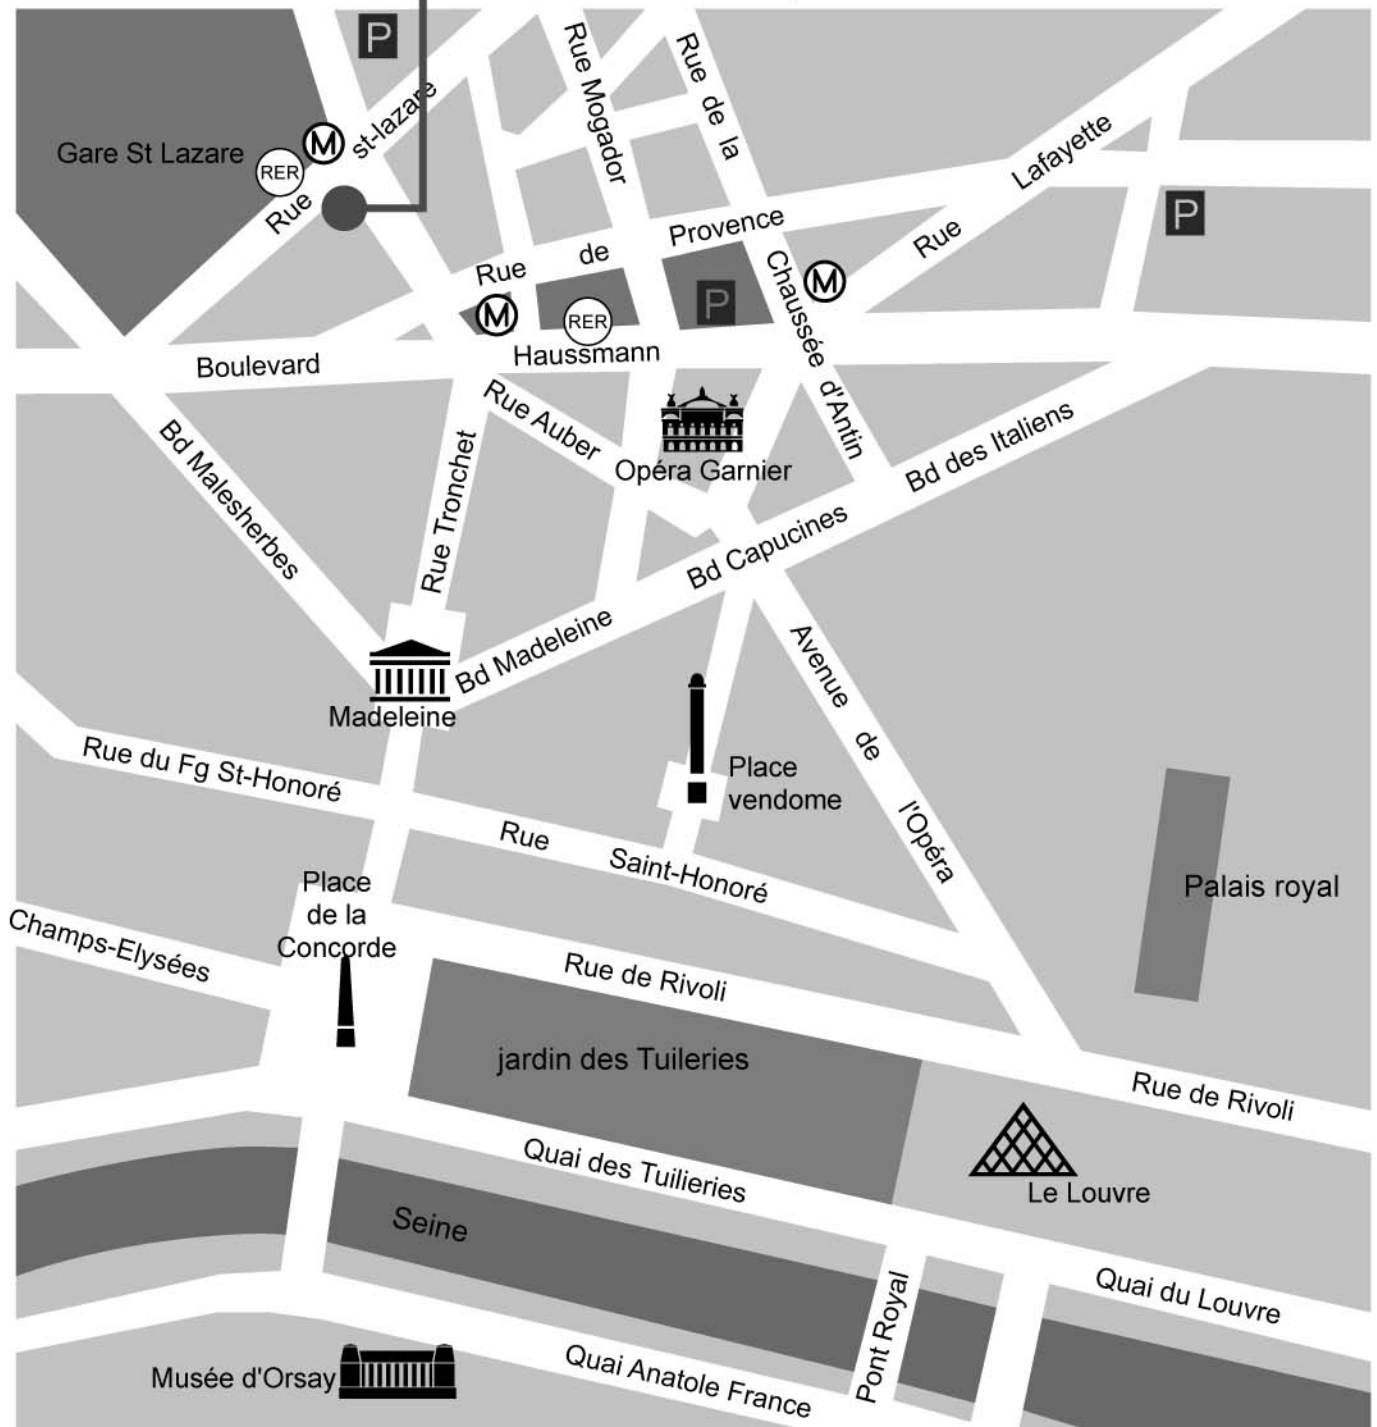 P
Rue Mogador
Rue de la
Chaussée d'Antin
M
st-lazare
Rue
Gare St Lazare
RER
Lafayette
Rue
P
Provence
de
Rue
M
M
RER
P
Haussmann
Boulevard
Rue Auber
Opéra Garnier
Bd des Italiens
Bd Malesherbes
Rue Tronchet
Bd Capucines
Bd Madeleine
Madeleine
Avenue de
l'Opéra
Rue du Fg St-Honoré
Place
vendome
Rue
Saint-Honoré
Palais royal
Place
de la
Concorde
Champs-Elysées
Rue de Rivoli
jardin des Tuileries
Rue de Rivoli
Quai des Tuilieries
Le Louvre
Seine
Pont Royal
Quai du Louvre
Musée d'Orsay
Quai Anatole France